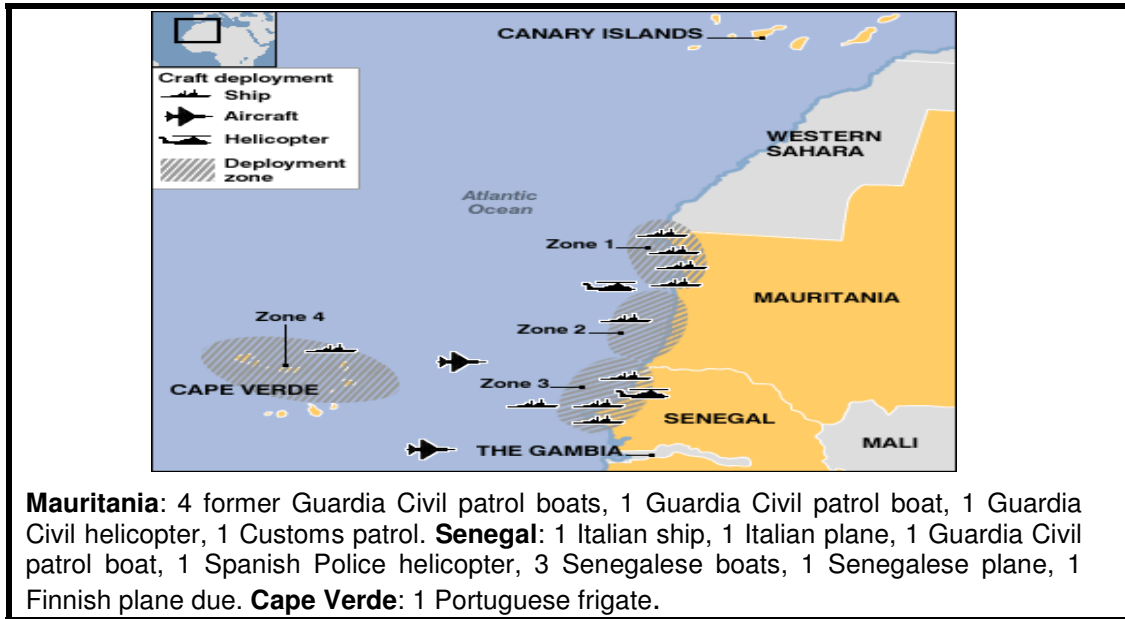 CANARY ISLANDS
Craft deployment
Ship
Aircraft
Helicopter
Deployment
zone
WESTERN
SAHARA
Atlantic
Ocean
Zone 1
MAURITANIA
Zone 4
Zone 2
Zone 3
CAPE VERDE
SENEGAL
THE GAMBIA
MALI
Mauritania: 4 former Guardia Civil patrol boats, 1 Guardia Civil patrol boat, 1 Guardia
Civil helicopter, 1 Customs patrol. Senegal: 1 Italian ship, 1 Italian plane, 1 Guardia Civil
patrol boat, 1 Spanish Police helicopter, 3 Senegalese boats, 1 Senegalese plane, 1
Finnish plane due. Cape Verde: 1 Portuguese frigate.